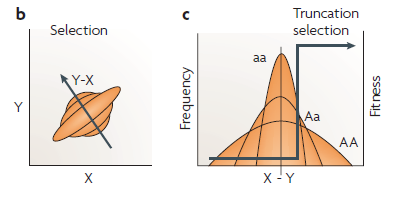 b
Selection
Y-X
Y
X
c
Truncation
selection
aa
Aa
AA
Frequency
Fitness
X - Y